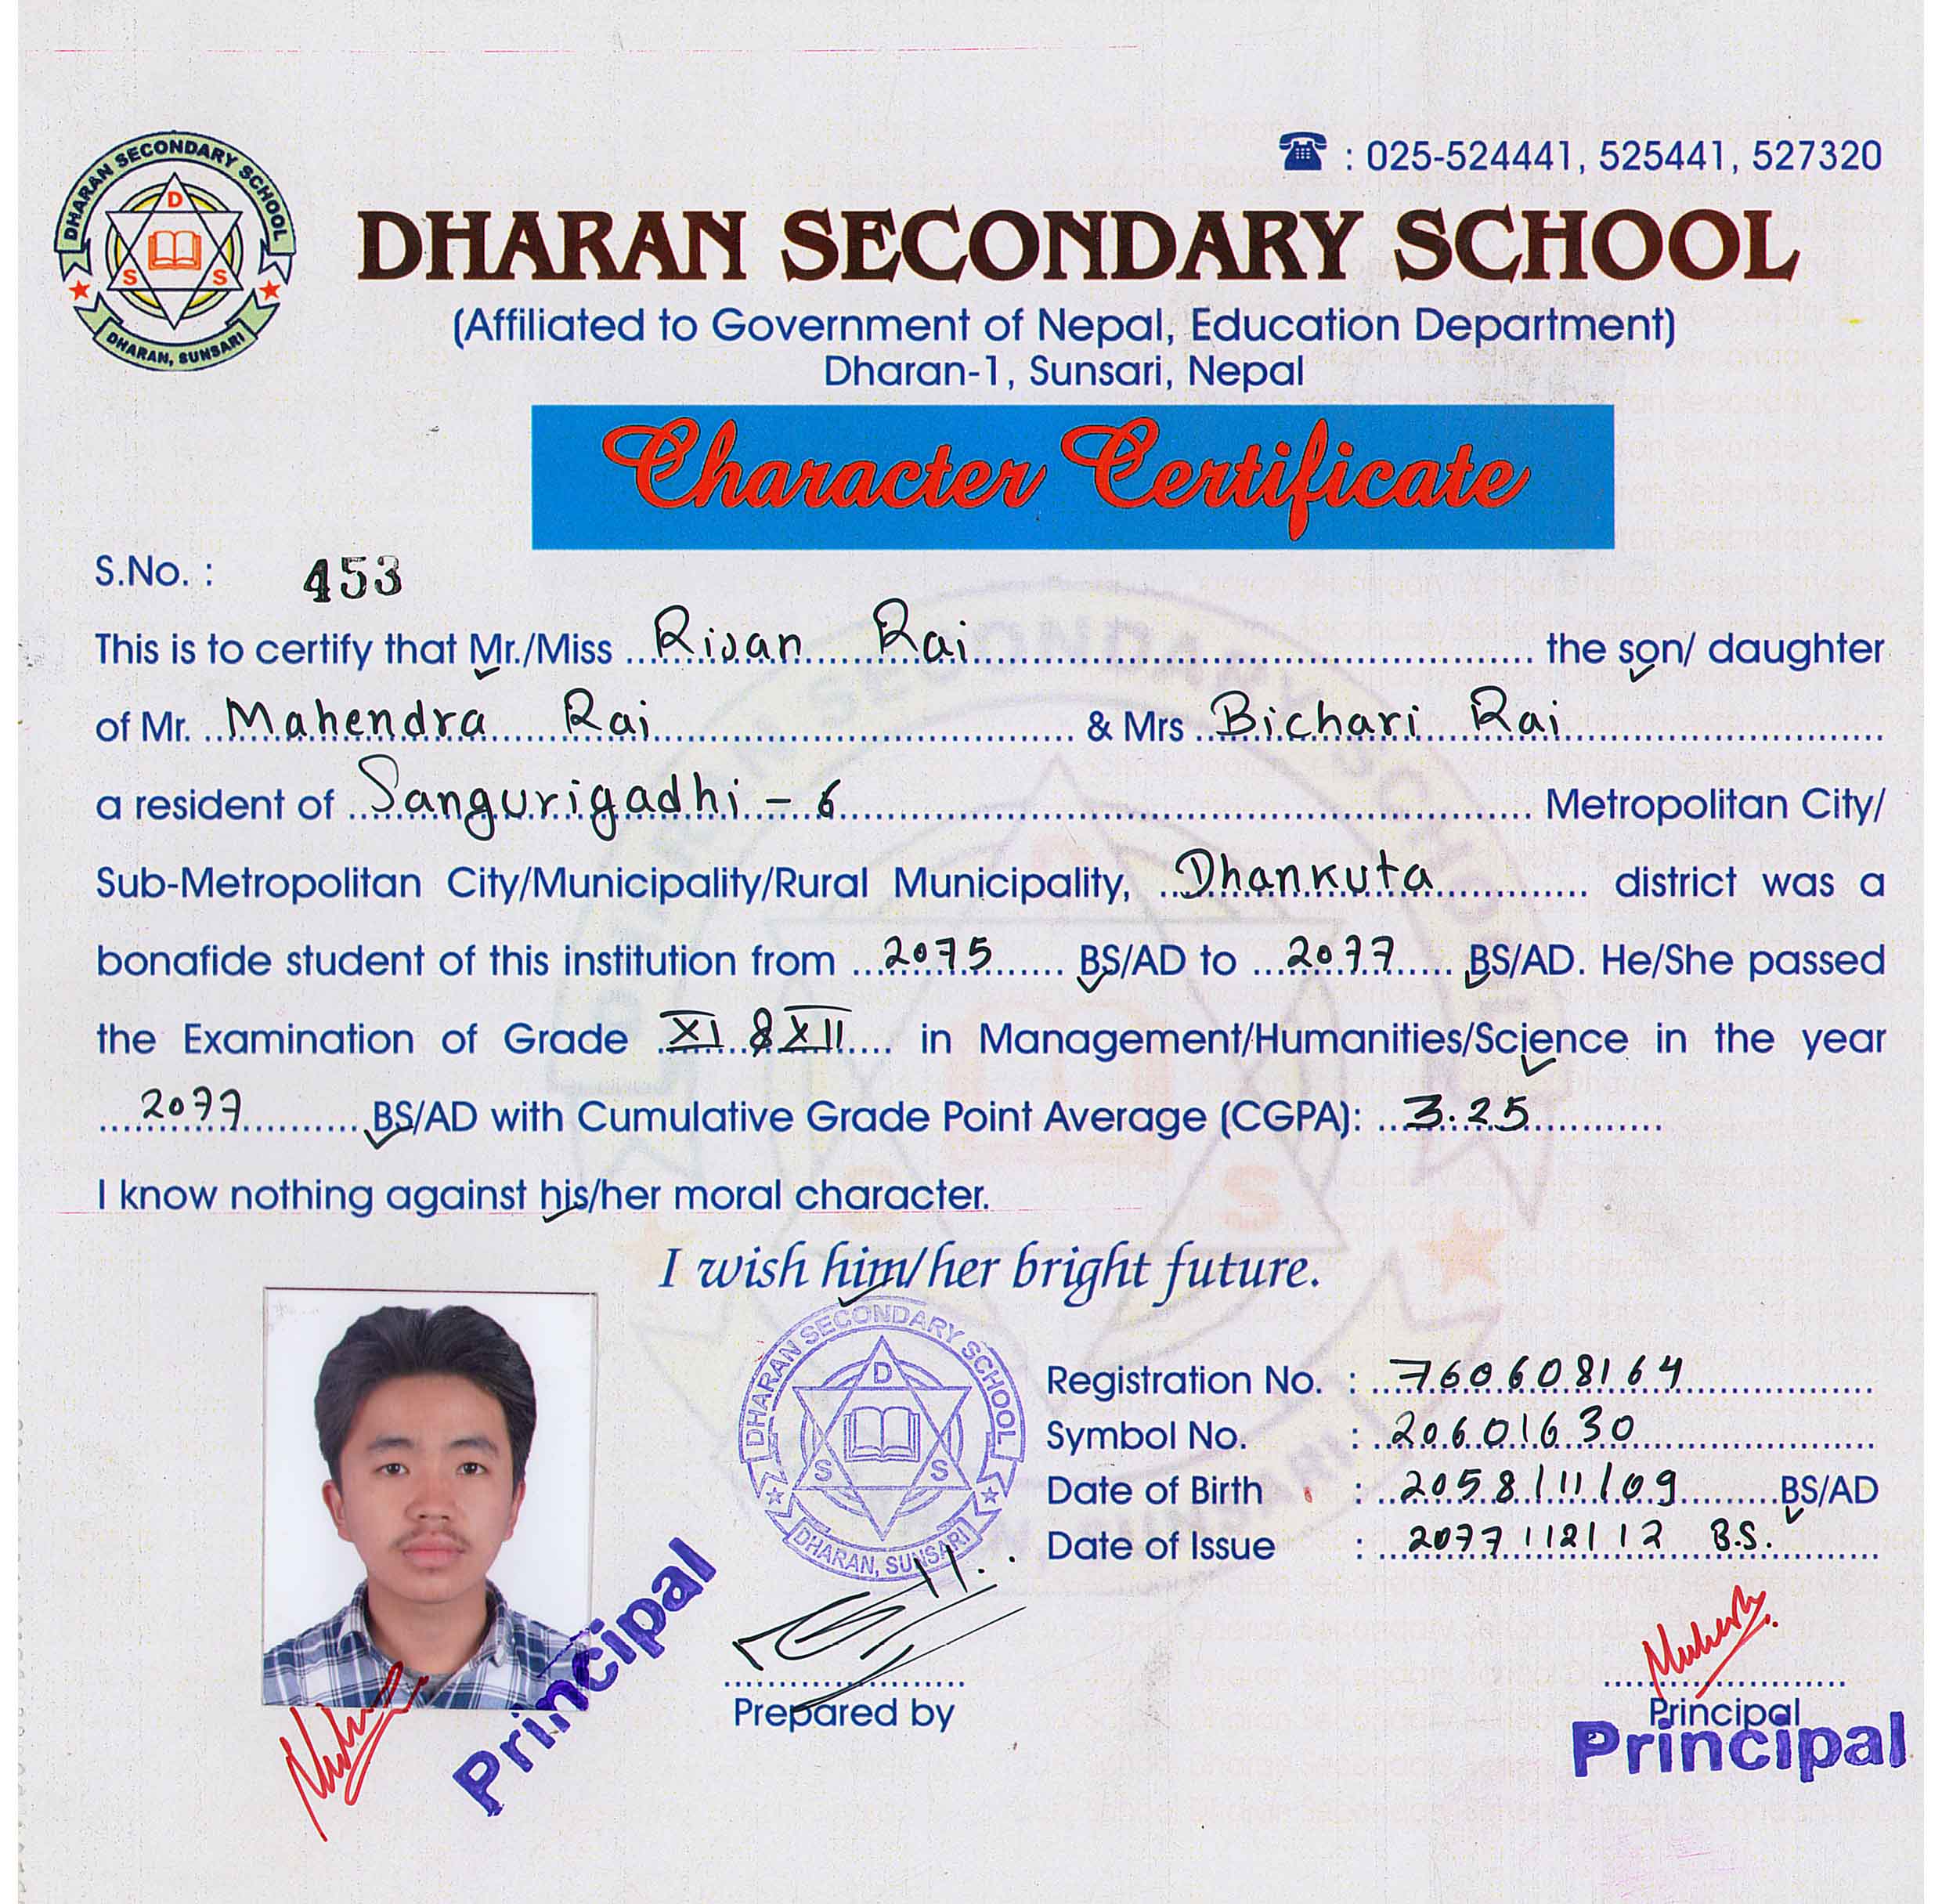 DHARAN SECONDARY SCHOOL
D
S S
DHARAN, SUNSARI
: 025-524441, 525441, 527320
DHARAN SECONDARY SCHOOL
(Affiliated to Government of Nepal, Education Department)
Dharan-1, Sunsari, Nepal
Character Certificate
S.No. : 453
This is to certify that Mr./Miss Risan Rai the son/ daughter
of Mr. Mahendra Rai & Mrs Bichari Rai
a resident of Sangurigadhi - 6 Metropolitan City/
Sub-Metropolitan City/Municipality/Rural Municipality, Dhankuta district was a
bonafide student of this institution from 2075 BS/AD to 2077 BS/AD. He/She passed
the Examination of Grade XI & XII in Management/Humanities/Science in the year
2077 BS/AD with Cumulative Grade Point Average (CGPA): 3.25
I know nothing against his/her moral character.
I wish him/her bright future.
DHARAN SECONDARY SCHOOL
D
S S
DHARAN, SUNSARI
Registration No. : 760608164
Symbol No. : 20601630
Date of Birth : 2058/11/09 BS/AD
Date of Issue : 2077/12/12 B.S.
Principal
Prepared by
Principal
Principal